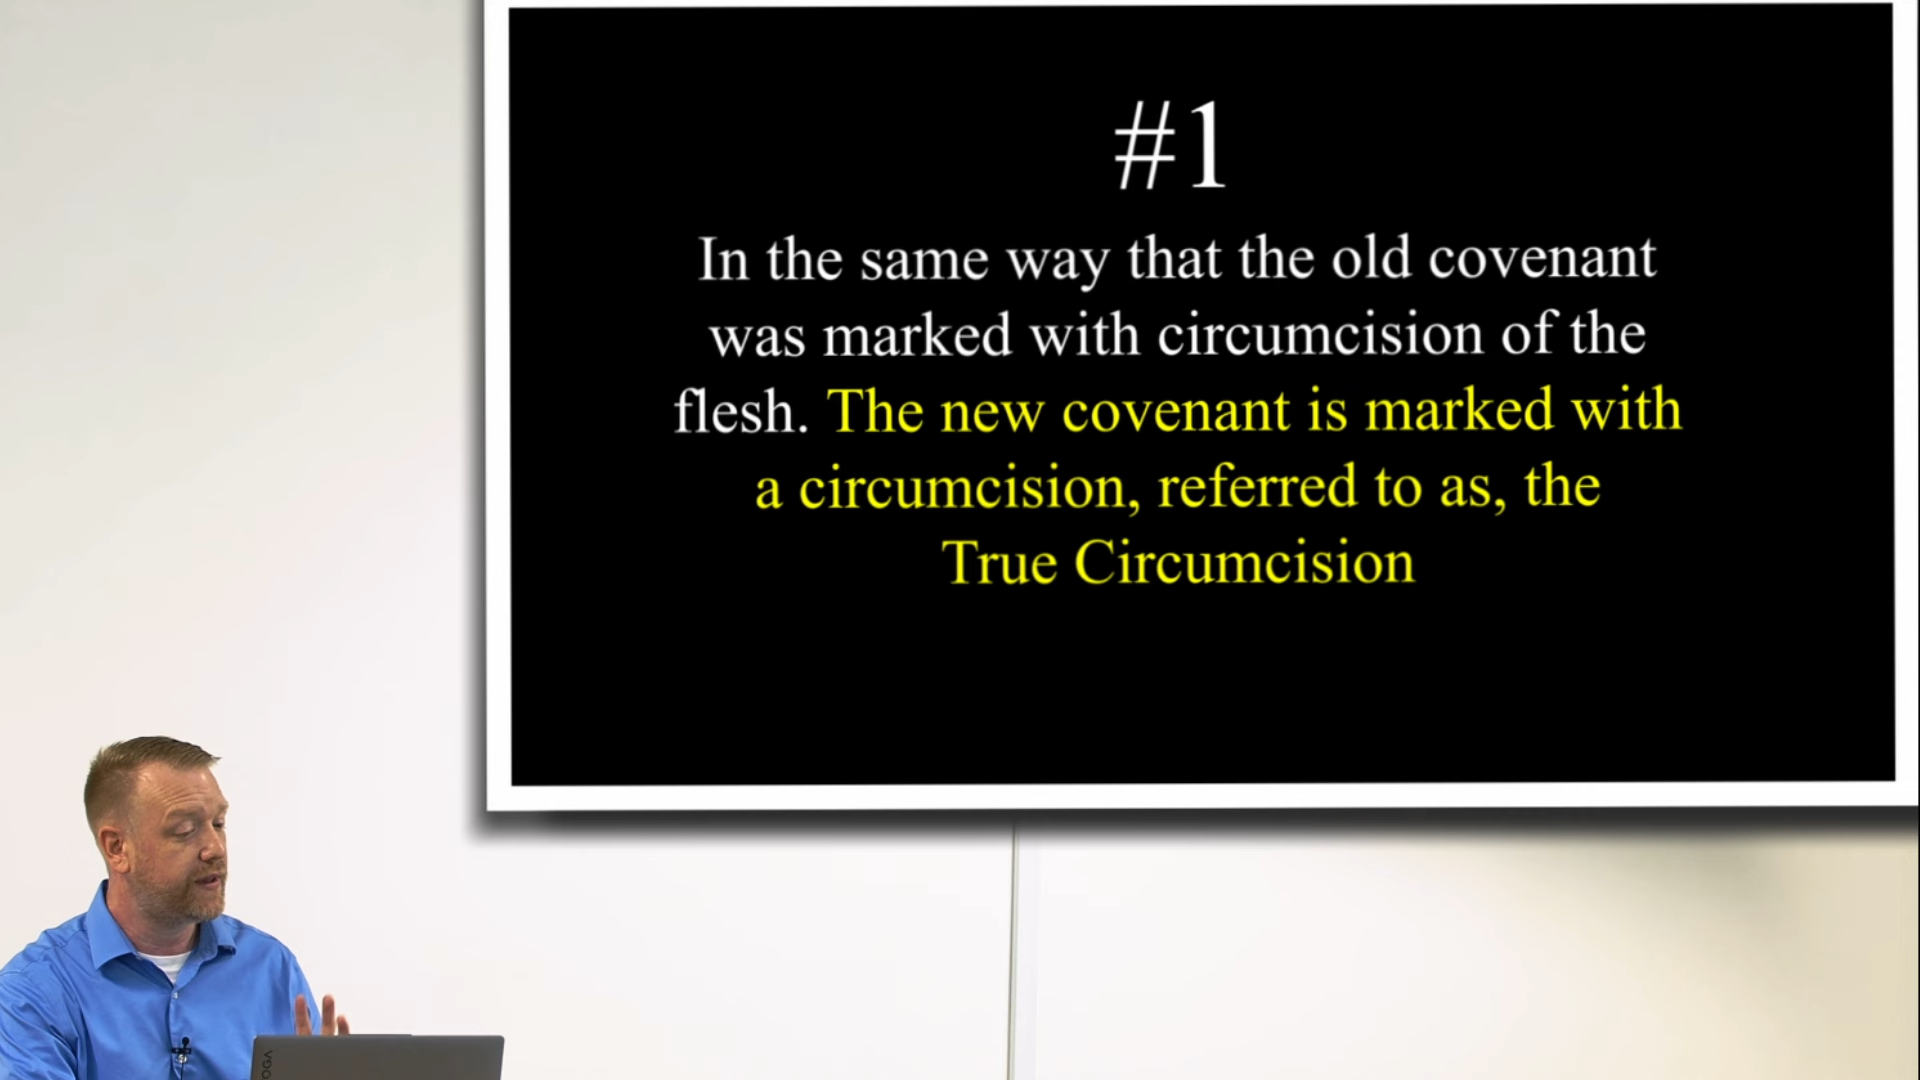 #1
In the same way that the old covenant
was marked with circumcision of the
flesh. The new covenant is marked with
a circumcision, referred to as, the
True Circumcision
OGA